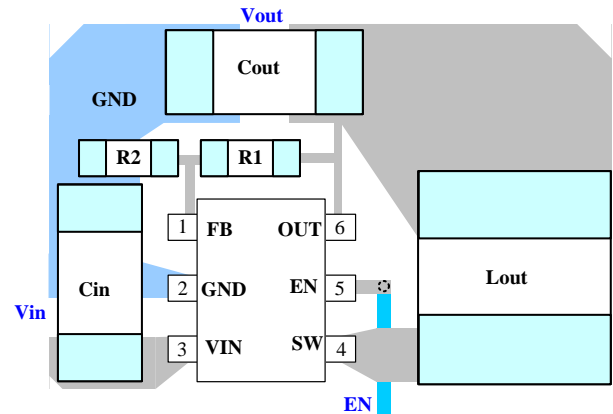 Vout
Cout
GND
R2 R1
1 FB OUT 6
2 GND EN 5
Cin
Lout
Vin
3 VIN SW 4
EN